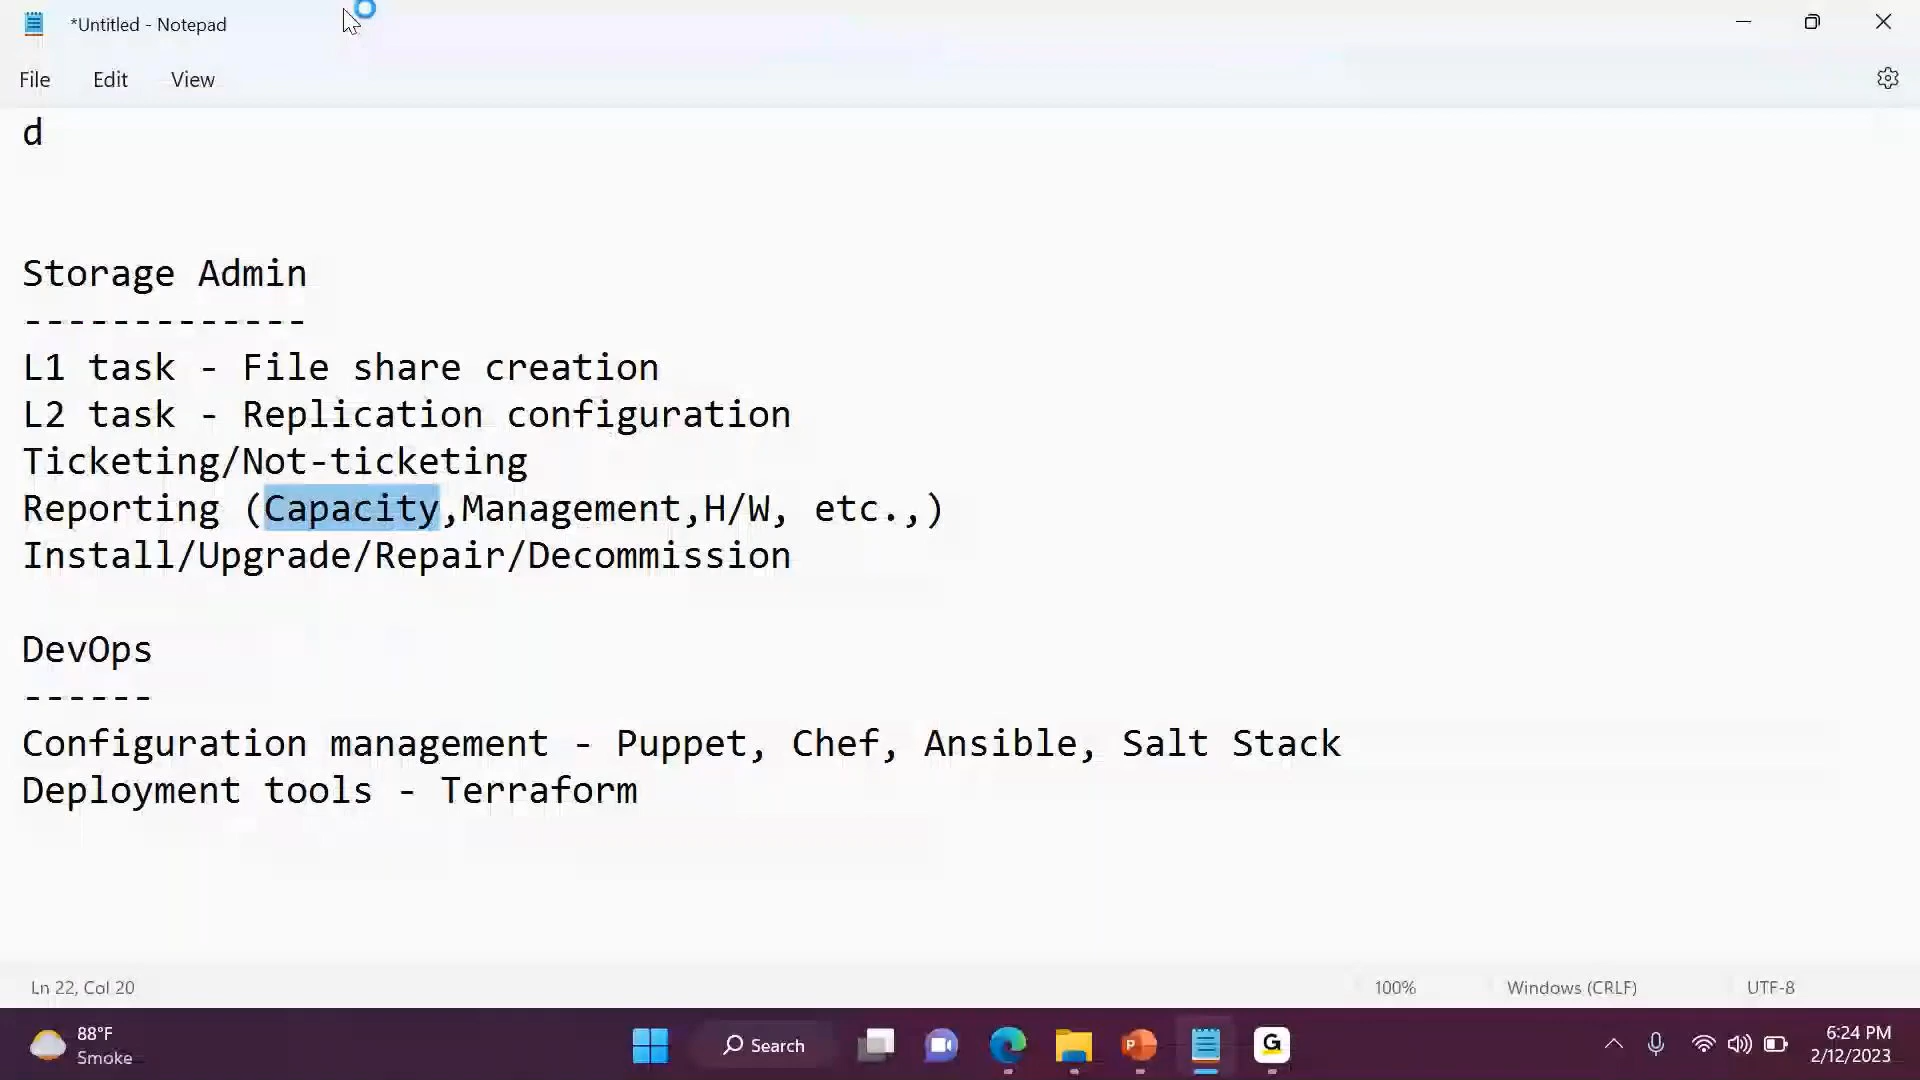 *Untitled - Notepad
File Edit View
d
Storage Admin
-------------
L1 task - File share creation
L2 task - Replication configuration
Ticketing/Not-ticketing
Reporting (Capacity,Management,H/W, etc.,)
Install/Upgrade/Repair/Decommission
DevOps
------
Configuration management - Puppet, Chef, Ansible, Salt Stack
Deployment tools - Terraform
Ln 22, Col 20 100% Windows (CRLF) UTF-8
88°F
Smoke
Search
P
G
6:24 PM
2/12/2023